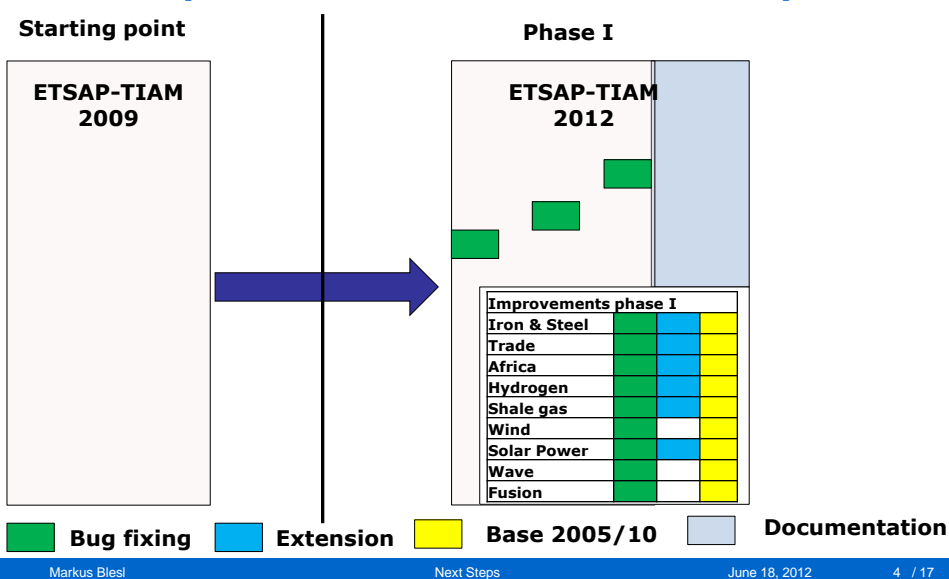 Starting point
Phase I
ETSAP-TIAM
2009
ETSAP-TIAM
2012
Improvements phase I
Iron & Steel
Trade
Africa
Hydrogen
Shale gas
Wind
Solar Power
Wave
Fusion
Bug fixing
Extension
Base 2005/10
Documentation
Markus Blesl
Next Steps
June 18, 2012
4 / 17